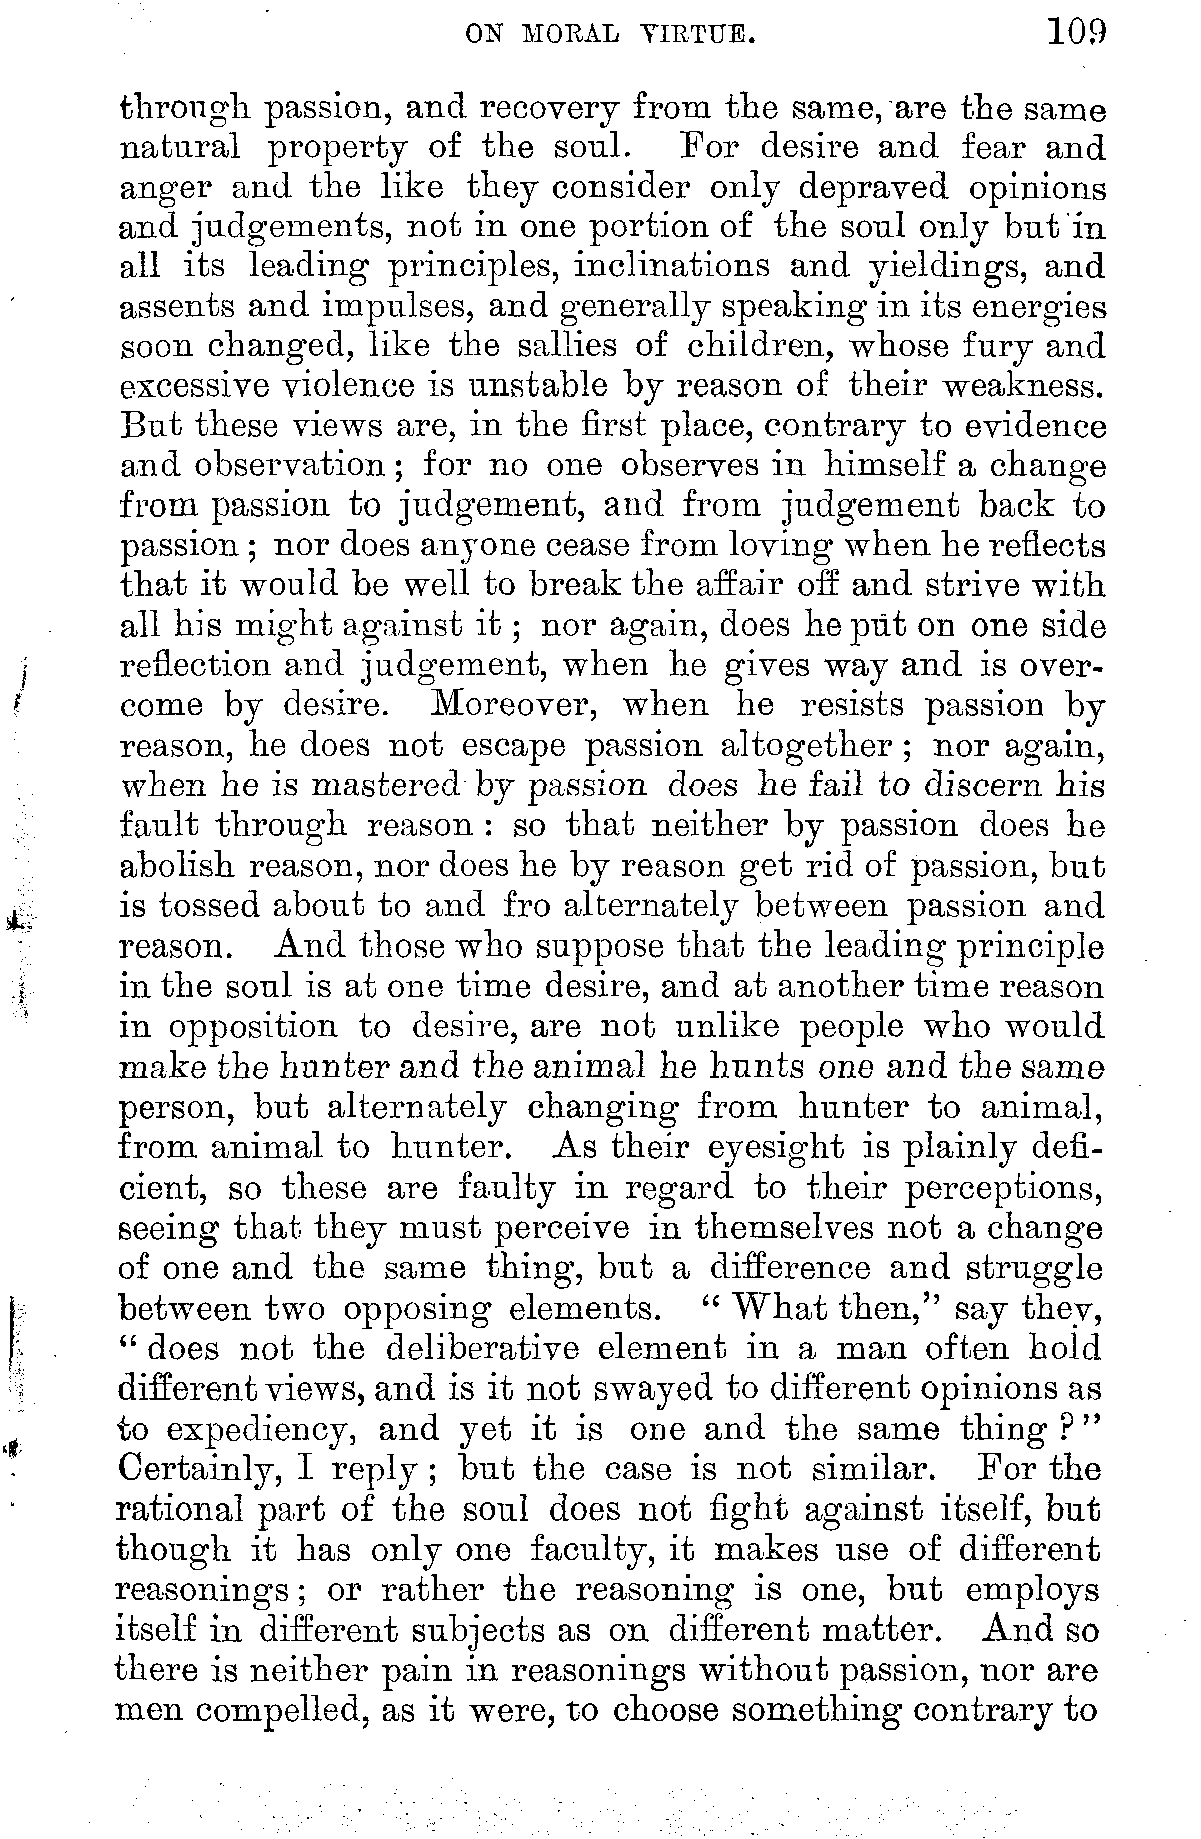 ON MORAL VIRTUE. 109
through passion, and recovery from the same, are the same
natural property of the soul. For desire and fear and
anger and the like they consider only depraved opinions
and judgements, not in one portion of the soul only but in
all its leading principles, inclinations and yieldings, and
assents and impulses, and generally speaking in its energies
soon changed, like the sallies of children, whose fury and
excessive violence is unstable by reason of their weakness.
But these views are, in the first place, contrary to evidence
and observation; for no one observes in himself a change
from passion to judgement, and from judgement back to
passion; nor does anyone cease from loving when he reflects
that it would be well to break the affair off and strive with
all his might against it; nor again, does he put on one side
reflection and judgement, when he gives way and is over-
come by desire. Moreover, when he resists passion by
reason, he does not escape passion altogether; nor again,
when he is mastered by passion does he fail to discern his
fault through reason: so that neither by passion does he
abolish reason, nor does he by reason get rid of passion, but
is tossed about to and fro alternately between passion and
reason. And those who suppose that the leading principle
in the soul is at one time desire, and at another time reason
in opposition to desire, are not unlike people who would
make the hunter and the animal he hunts one and the same
person, but alternately changing from hunter to animal,
from animal to hunter. As their eyesight is plainly defi-
cient, so these are faulty in regard to their perceptions,
seeing that they must perceive in themselves not a change
of one and the same thing, but a difference and struggle
between two opposing elements. "What then," say they,
"does not the deliberative element in a man often hold
different views, and is it not swayed to different opinions as
to expediency, and yet it is one and the same thing?"
Certainly, I reply; but the case is not similar. For the
rational part of the soul does not fight against itself, but
though it has only one faculty, it makes use of different
reasonings; or rather the reasoning is one, but employs
itself in different subjects as on different matter. And so
there is neither pain in reasonings without passion, nor are
men compelled, as it were, to choose something contrary to